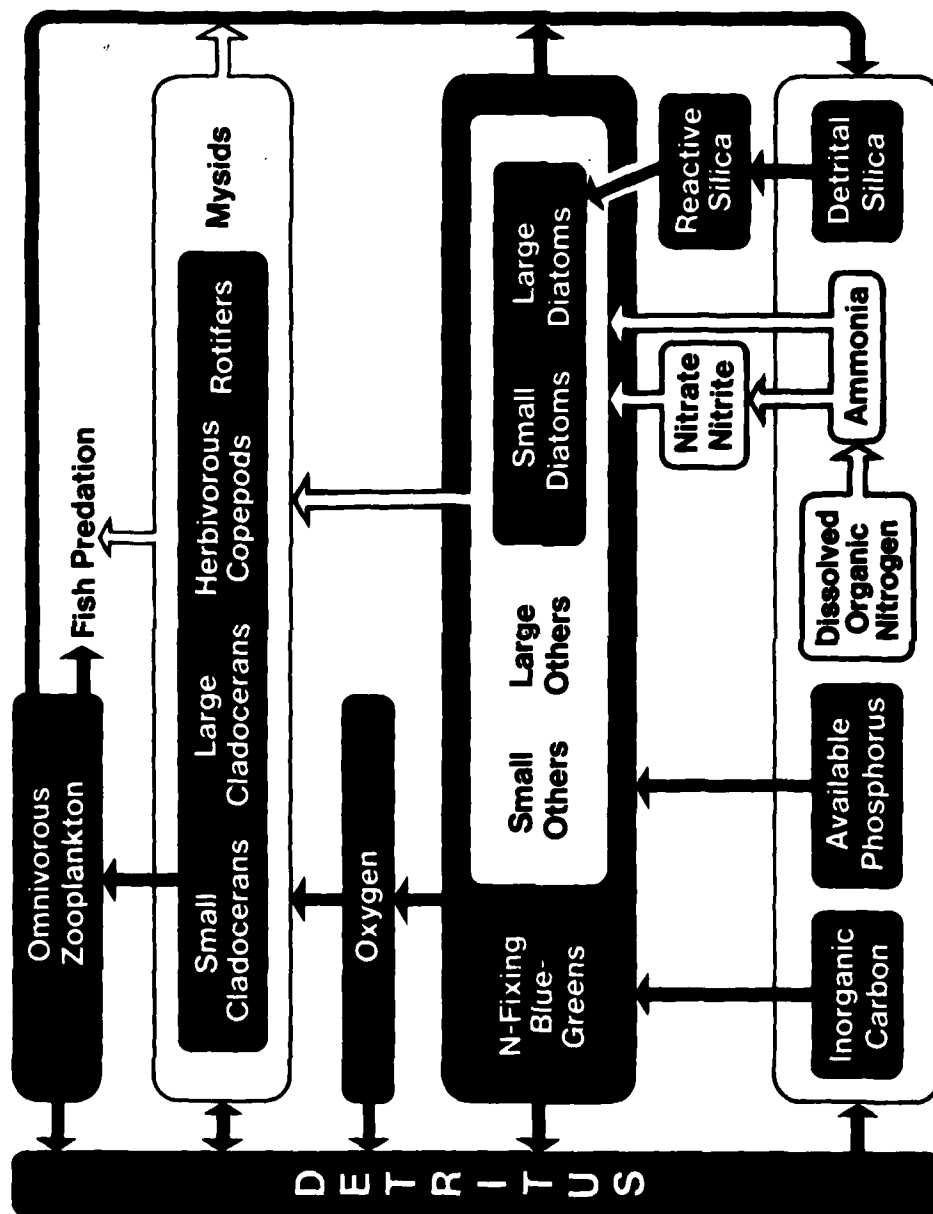 Omnivorous
Zooplankton
Fish Predation
Small
Cladocerans
Large
Cladocerans
Herbivorous
Copepods
Rotifers
Mysids
Oxygen
N-Fixing
Blue-
Greens
Small
Others
Large
Others
Small
Diatoms
Large
Diatoms
Nitrate
Nitrite
Reactive
Silica
Inorganic
Carbon
Available
Phosphorus
Dissolved
Organic
Nitrogen
Ammonia
Detrital
Silica
DETRITUS